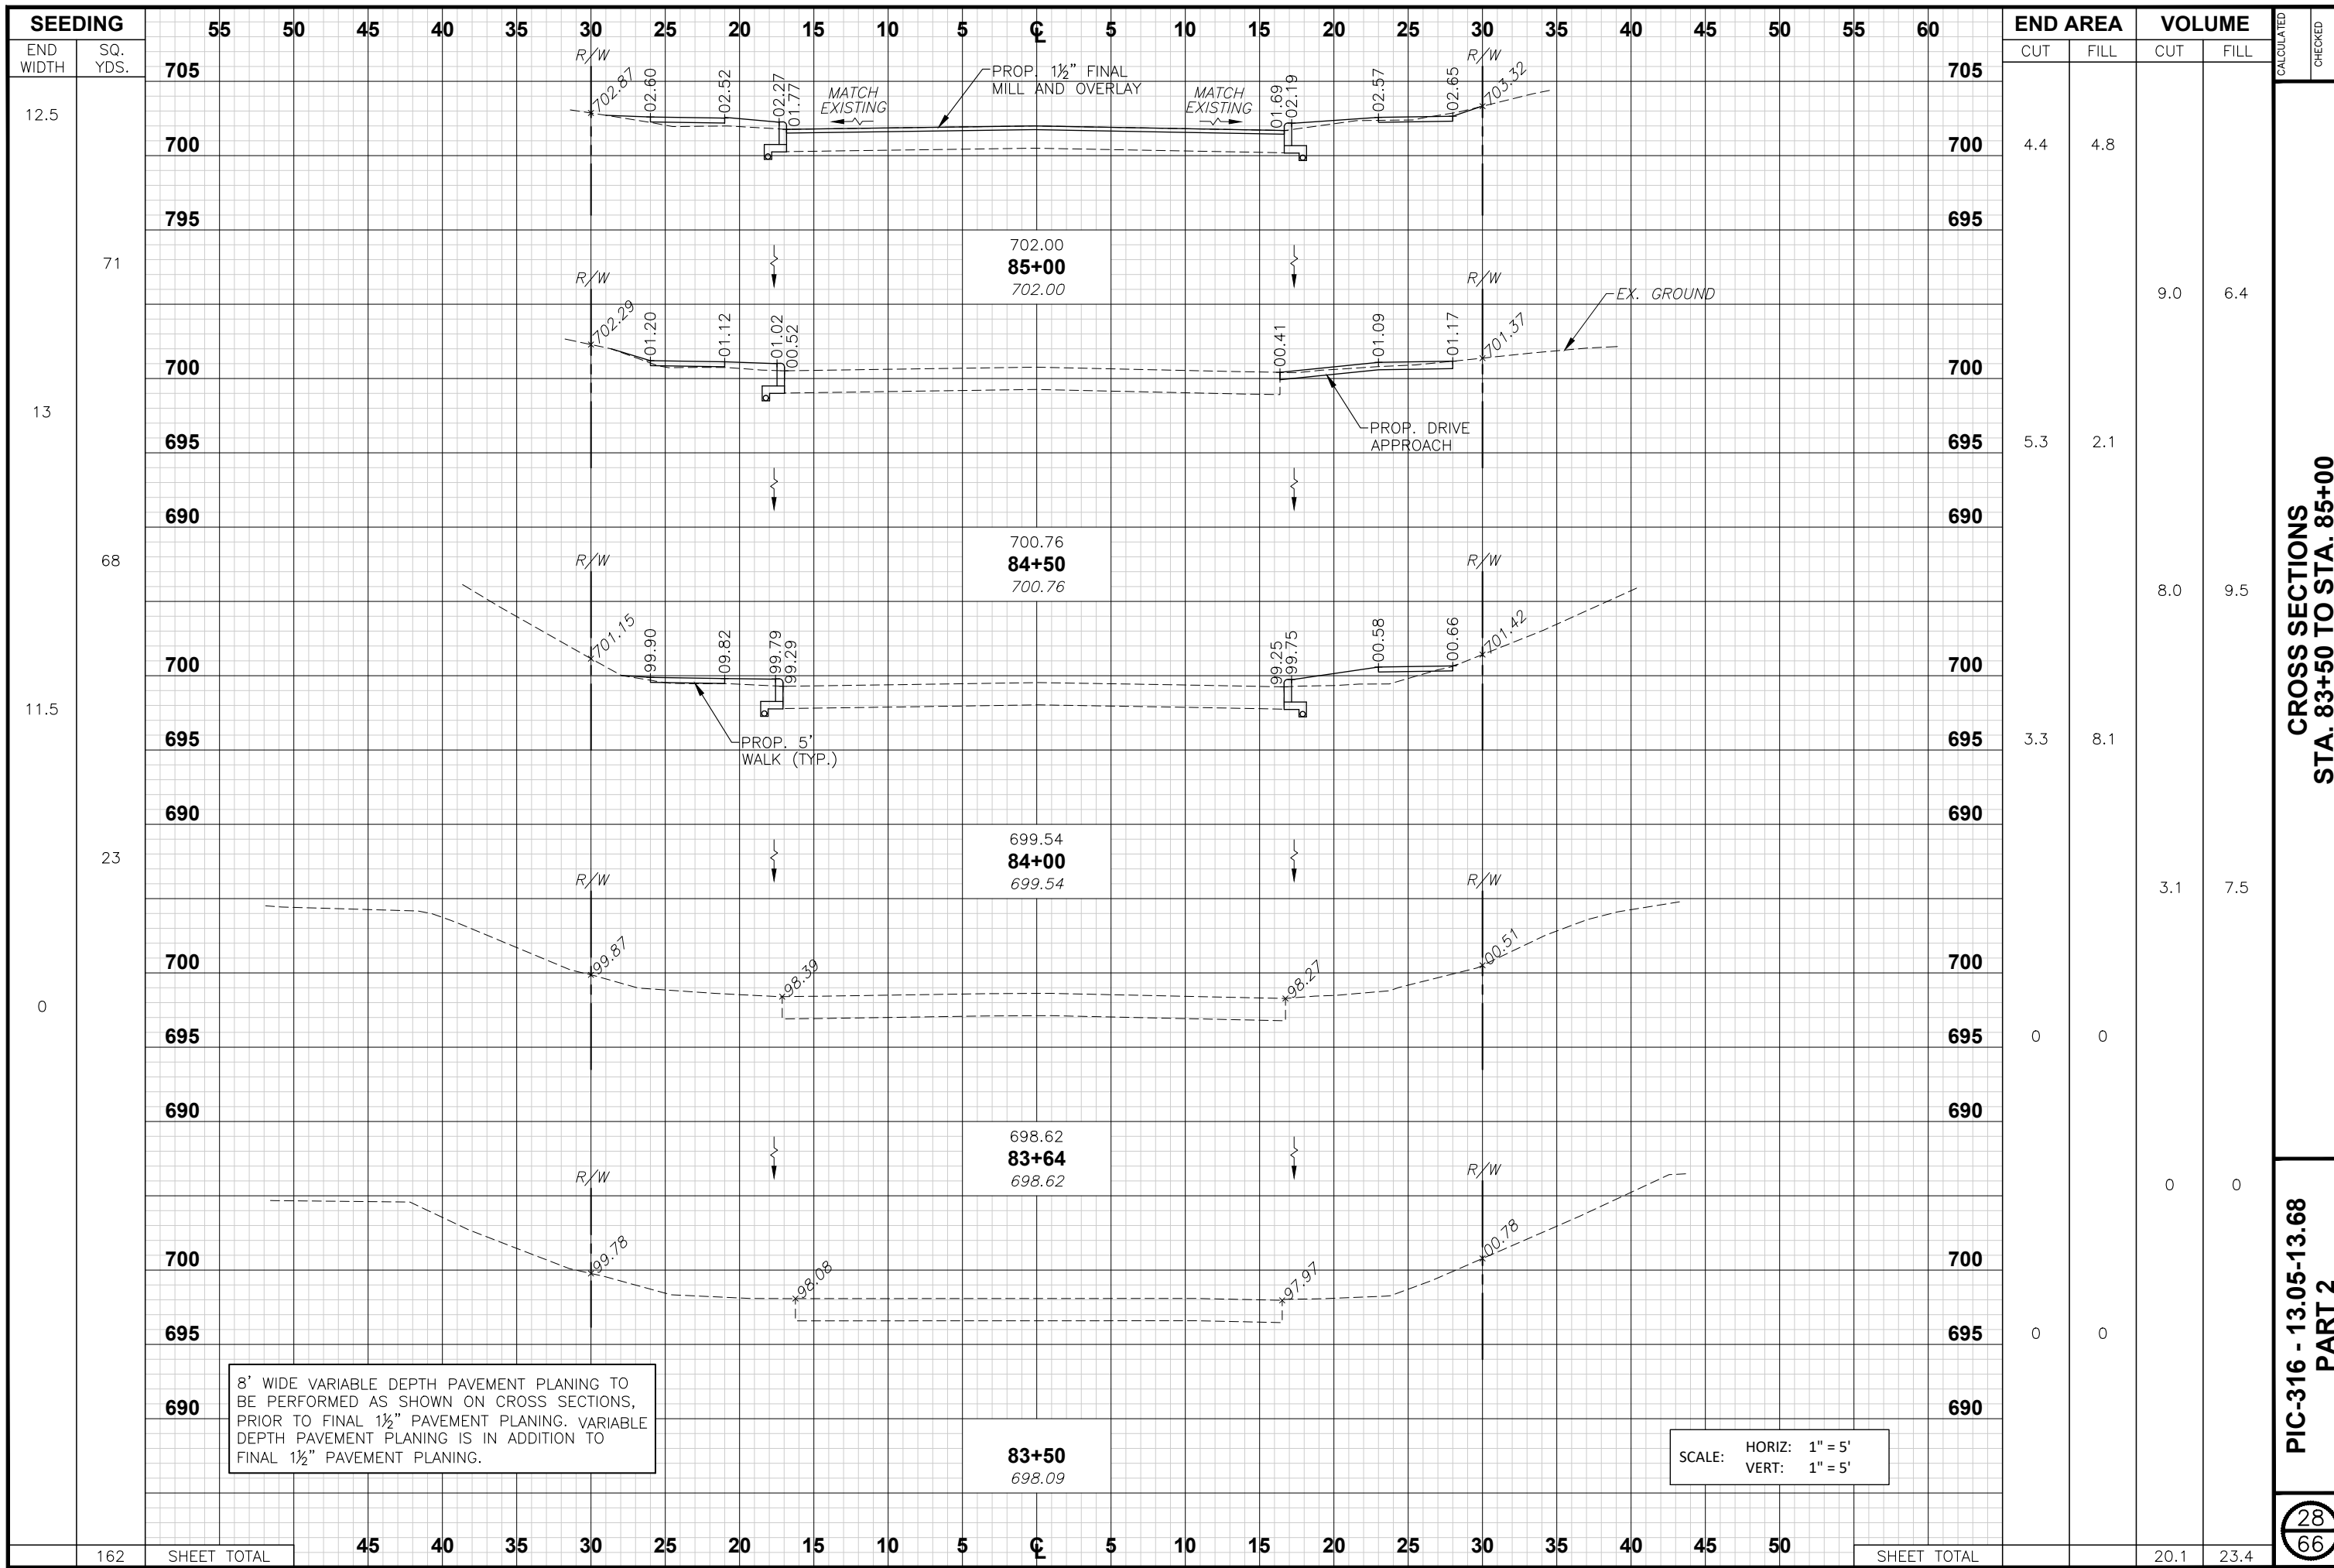 SEEDING
END WIDTH
SQ. YDS.
55 50 45 40 35 30 25 20 15 10 5 ℄ 5 10 15 20 25 30 35 40 45 50 55 60
END AREA
VOLUME
CUT FILL CUT FILL
CALCULATED
CHECKED
R/W
R/W
705
705
702.87
02.60
02.52
02.27
01.77
MATCH
EXISTING
PROP. 1½" FINAL
MILL AND OVERLAY
MATCH
EXISTING
01.69
02.19
02.57
02.65
703.32
12.5
700
700
4.4 4.8
795
695
71
702.00
85+00
702.00
9.0 6.4
R/W
R/W
EX. GROUND
702.29
01.20
01.12
01.02
00.52
00.41
01.09
01.17
701.37
700
700
13
PROP. DRIVE
APPROACH
695
695
5.3 2.1
690
690
68
700.76
84+50
700.76
8.0 9.5
R/W
R/W
701.15
99.90
09.82
99.79
99.29
99.25
99.75
00.58
00.66
701.42
700
700
11.5
PROP. 5'
WALK (TYP.)
695
695
3.3 8.1
690
690
23
699.54
84+00
699.54
3.1 7.5
R/W
R/W
99.87
98.39
98.27
00.51
700
700
0
695
695
0 0
690
690
698.62
83+64
698.62
0 0
R/W
R/W
99.78
98.08
97.97
00.78
700
700
695
695
0 0
8' WIDE VARIABLE DEPTH PAVEMENT PLANING TO
BE PERFORMED AS SHOWN ON CROSS SECTIONS,
PRIOR TO FINAL 1½" PAVEMENT PLANING. VARIABLE
DEPTH PAVEMENT PLANING IS IN ADDITION TO
FINAL 1½" PAVEMENT PLANING.
690
690
83+50
698.09
SCALE: HORIZ: 1" = 5'
VERT: 1" = 5'
45 40 35 30 25 20 15 10 5 ℄ 5 10 15 20 25 30 35 40 45 50
162 SHEET TOTAL
SHEET TOTAL 20.1 23.4
CROSS SECTIONS
STA. 83+50 TO STA. 85+00
PIC-316 - 13.05-13.68
PART 2
28
66